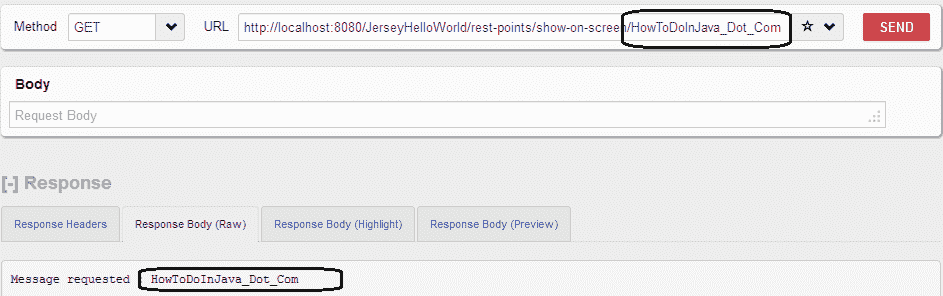 Method GET URL http://localhost:8080/JerseyHelloWorld/rest-points/show-on-screen/HowToDoInJava_Dot_Com SEND
Body
Request Body
[-] Response
Response Headers Response Body (Raw) Response Body (Highlight) Response Body (Preview)
Message requested HowToDoInJava_Dot_Com